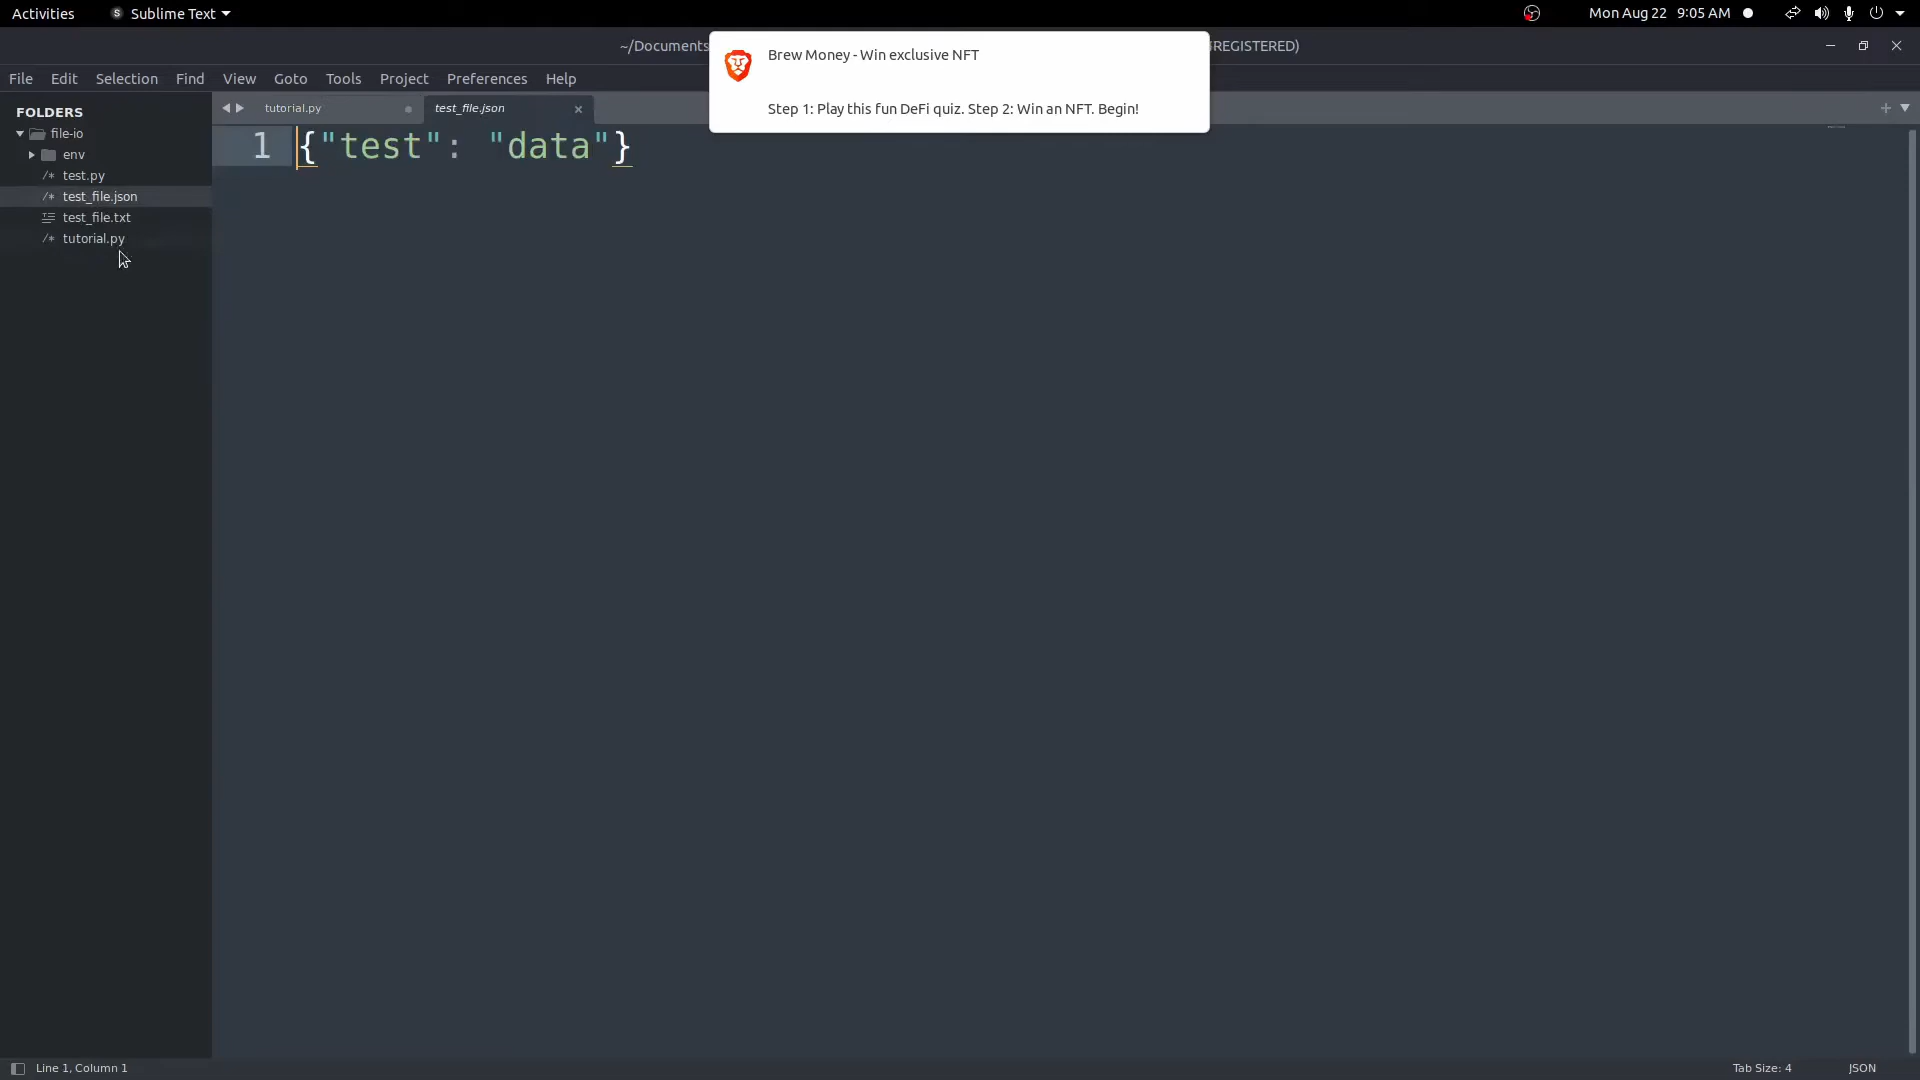 Activities
Sublime Text
Mon Aug 22 9:05 AM
~/Documents
REGISTERED)
Brew Money - Win exclusive NFT
Step 1: Play this fun DeFi quiz. Step 2: Win an NFT. Begin!
File Edit Selection Find View Goto Tools Project Preferences Help
FOLDERS
file-io
env
test.py
test_file.json
test_file.txt
tutorial.py
tutorial.py
test_file.json
1 {"test": "data"}
Line 1, Column 1
Tab Size: 4
JSON